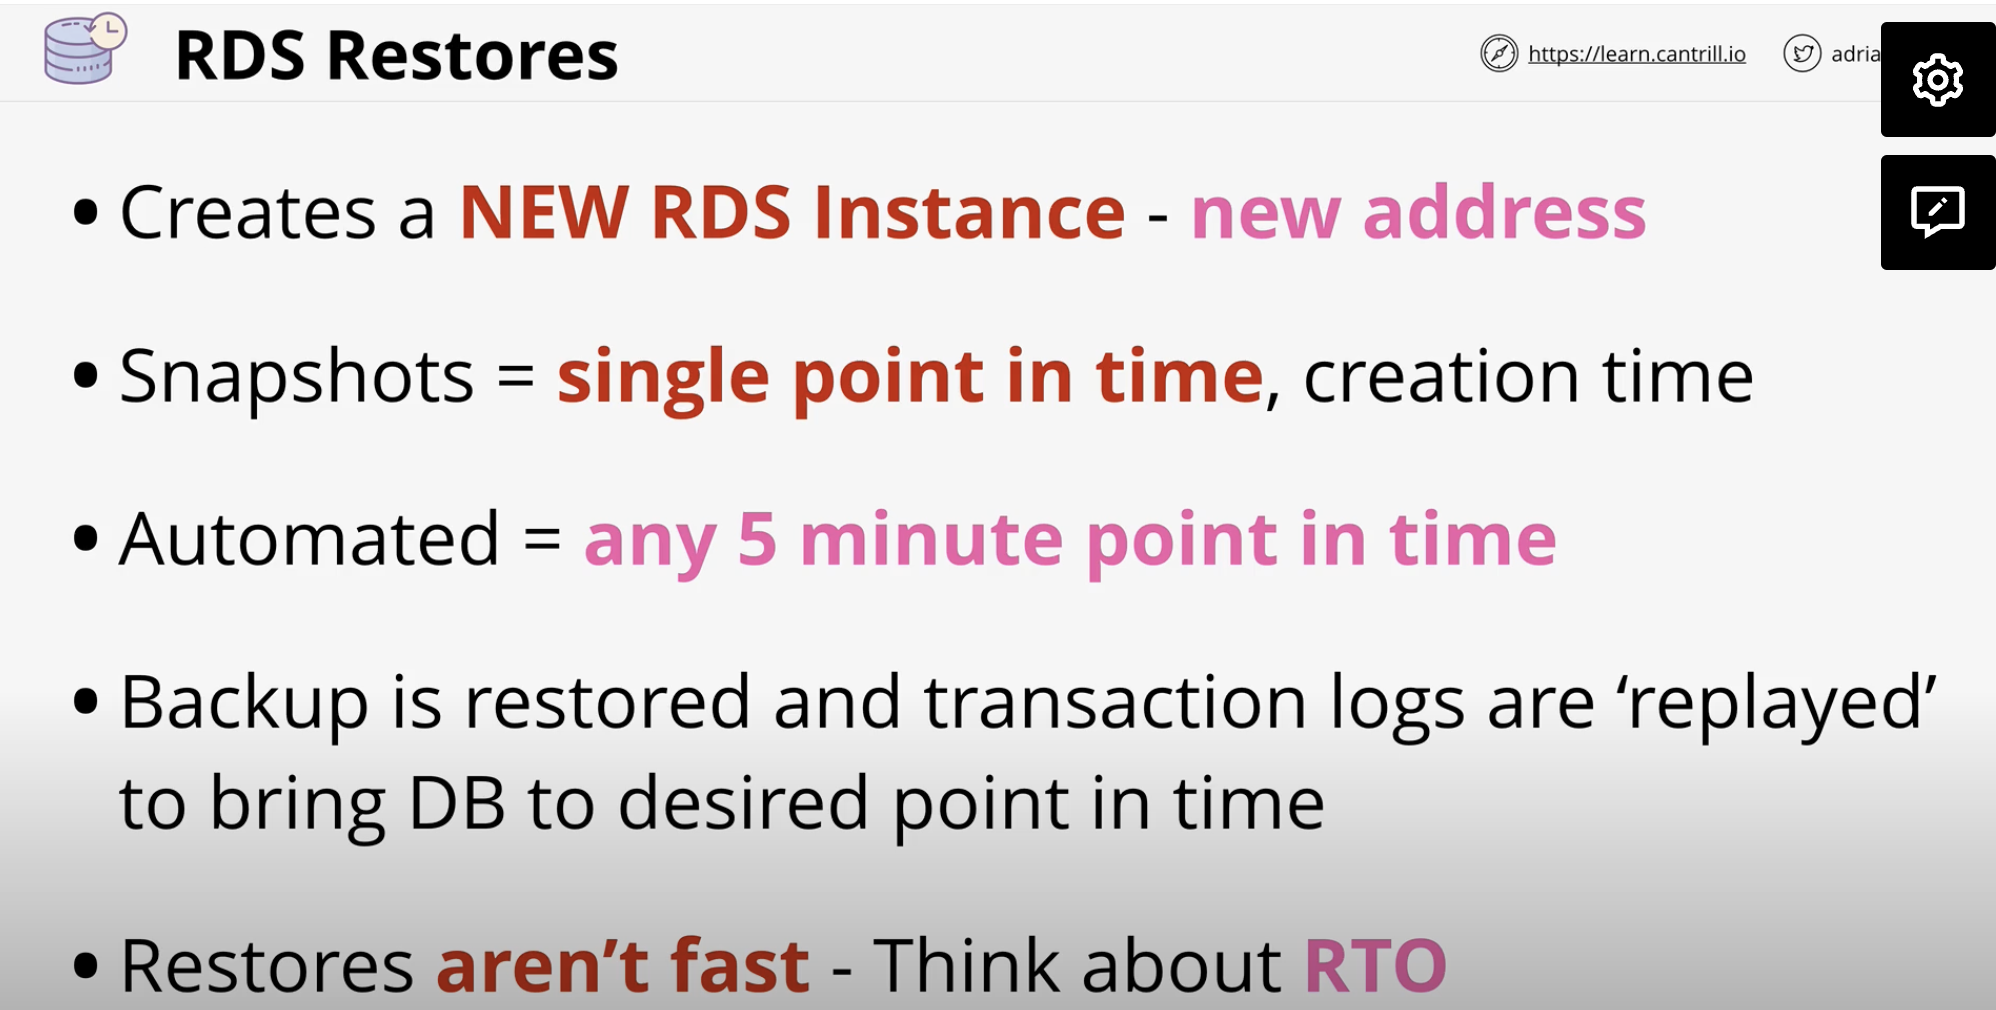 RDS Restores
https://learn.cantrill.io
adria
• Creates a NEW RDS Instance - new address
• Snapshots = single point in time, creation time
• Automated = any 5 minute point in time
• Backup is restored and transaction logs are ‘replayed’
to bring DB to desired point in time
• Restores aren’t fast - Think about RTO